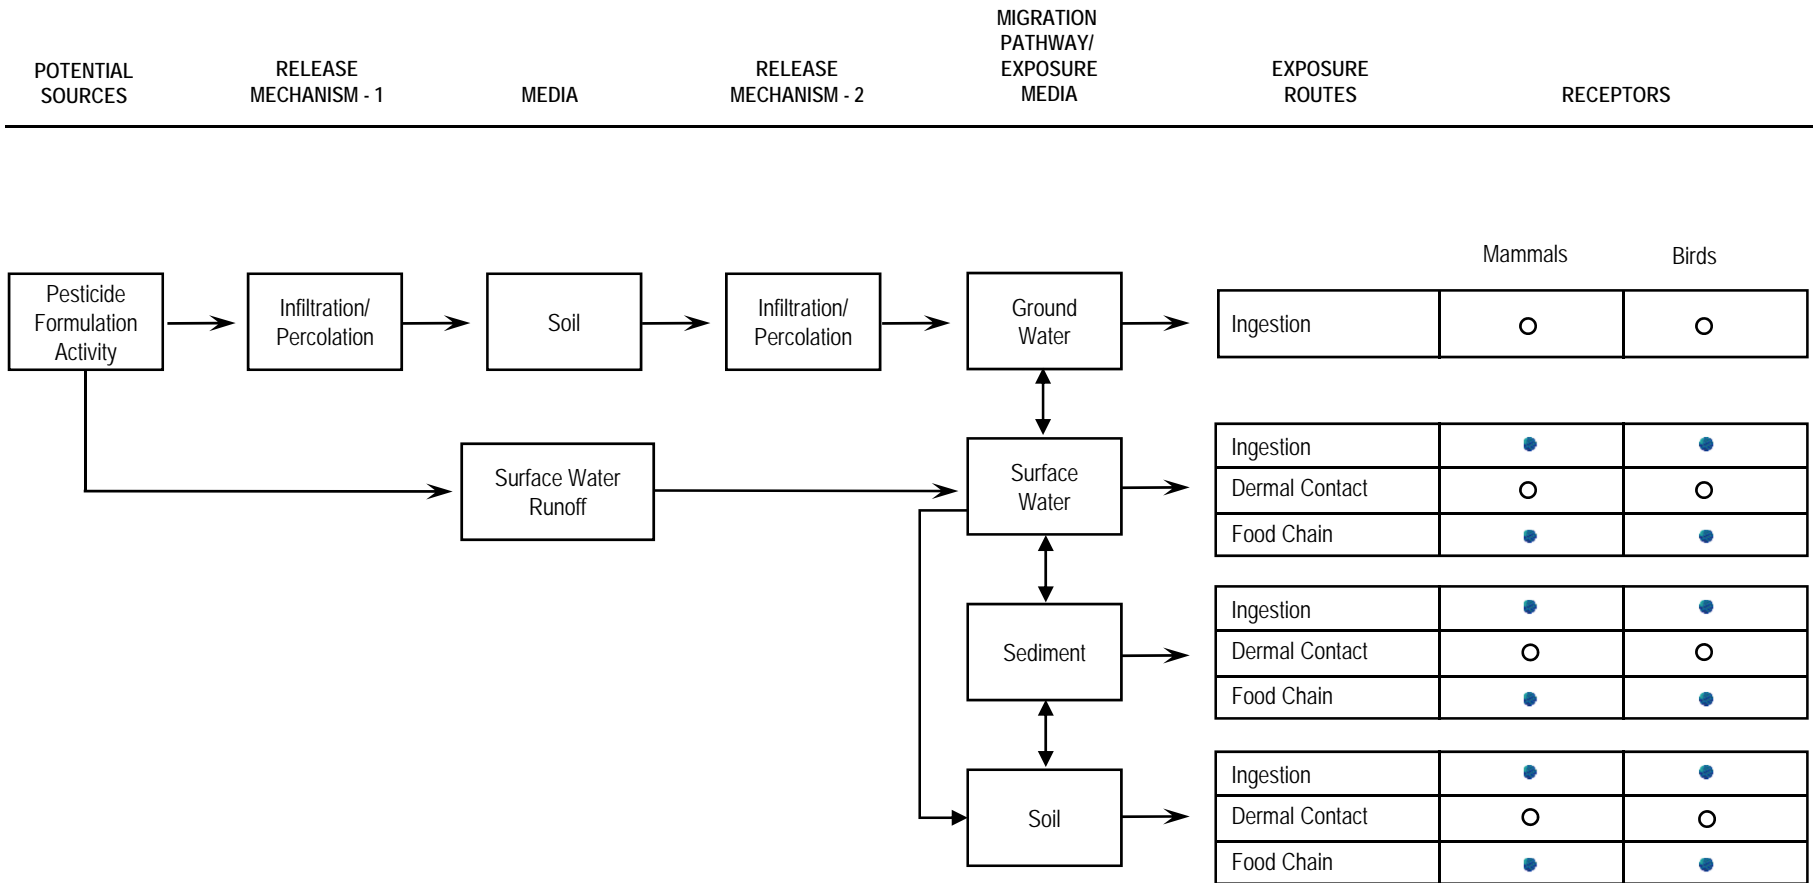 POTENTIAL
SOURCES
RELEASE
MECHANISM - 1
MEDIA
RELEASE
MECHANISM - 2
MIGRATION
PATHWAY/
EXPOSURE
MEDIA
EXPOSURE
ROUTES
RECEPTORS
Mammals
Birds
Pesticide
Formulation
Activity
Infiltration/
Percolation
Soil
Infiltration/
Percolation
Ground
Water
Ingestion
Surface Water
Runoff
Surface
Water
Ingestion
Dermal Contact
Food Chain
Sediment
Ingestion
Dermal Contact
Food Chain
Soil
Ingestion
Dermal Contact
Food Chain